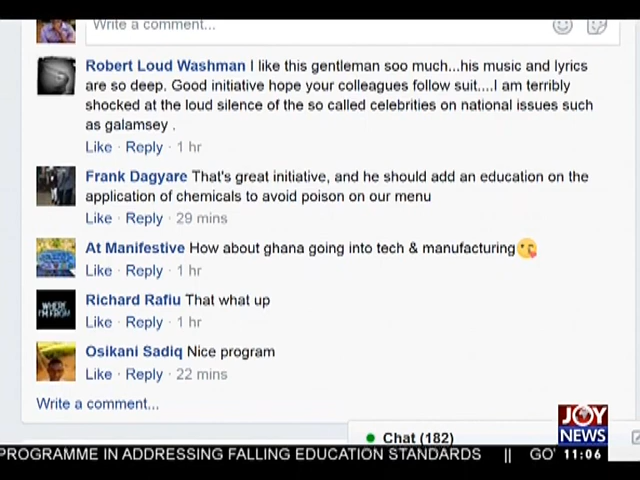 Write a comment...
Robert Loud Washman I like this gentleman soo much...his music and lyrics
are so deep. Good initiative hope your colleagues follow suit....I am terribly
shocked at the loud silence of the so called celebrities on national issues such
as galamsey .
Like · Reply · 1 hr
Frank Dagyare That's great initiative, and he should add an education on the
application of chemicals to avoid poison on our menu
Like · Reply · 29 mins
At Manifestive How about ghana going into tech & manufacturing😜
Like · Reply · 1 hr
WHERE
I'M FROM
Richard Rafiu That what up
Like · Reply · 1 hr
Osikani Sadiq Nice program
Like · Reply · 22 mins
Write a comment...
Chat (182)
JOY
NEWS
PROGRAMME IN ADDRESSING FALLING EDUCATION STANDARDS || GO'
11:06